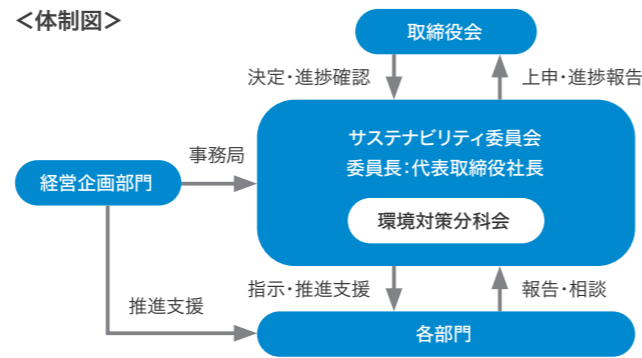 ＜体制図＞
取締役会
決定・進捗確認
上申・進捗報告
サステナビリティ委員会
委員長：代表取締役社長
事務局
経営企画部門
環境対策分科会
指示・推進支援
報告・相談
推進支援
各部門